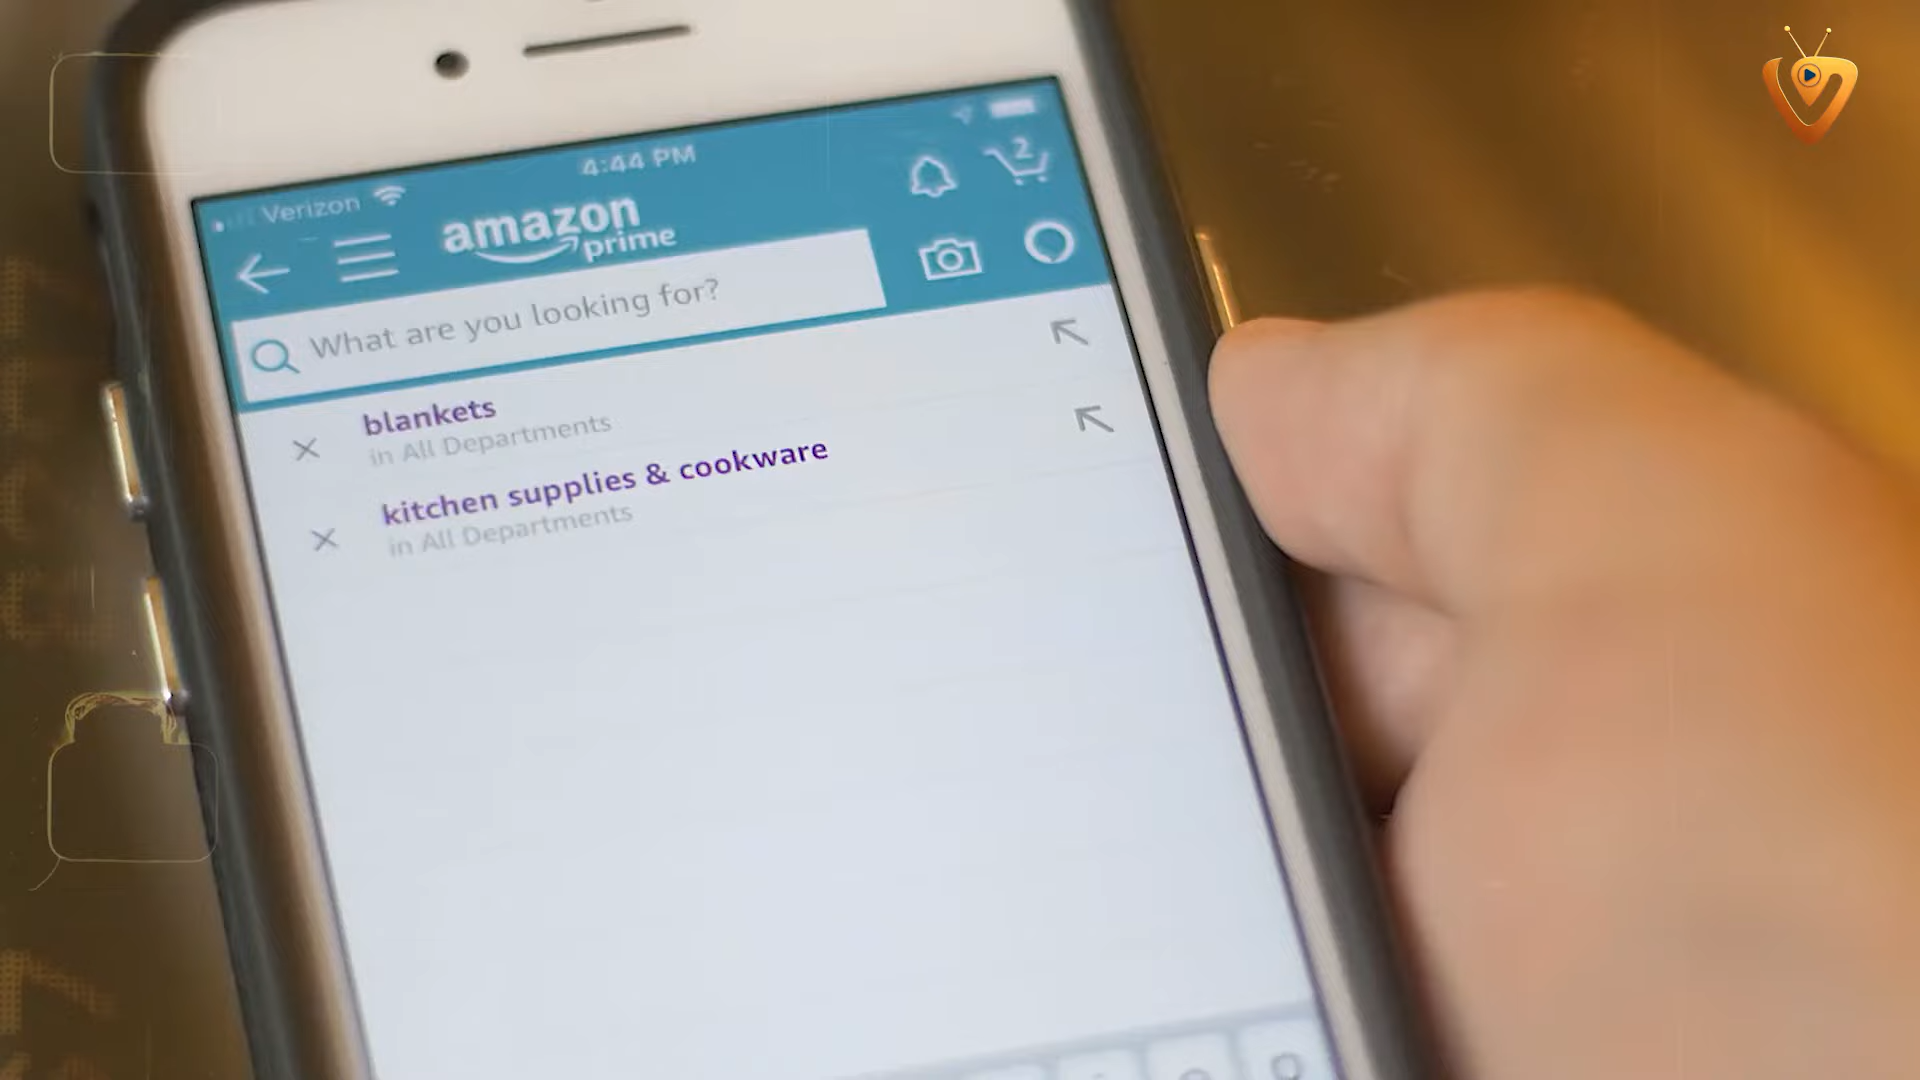 Verizon 4:44 PM
2
amazon
prime
What are you looking for?
blankets
in All Departments
kitchen supplies & cookware
in All Departments